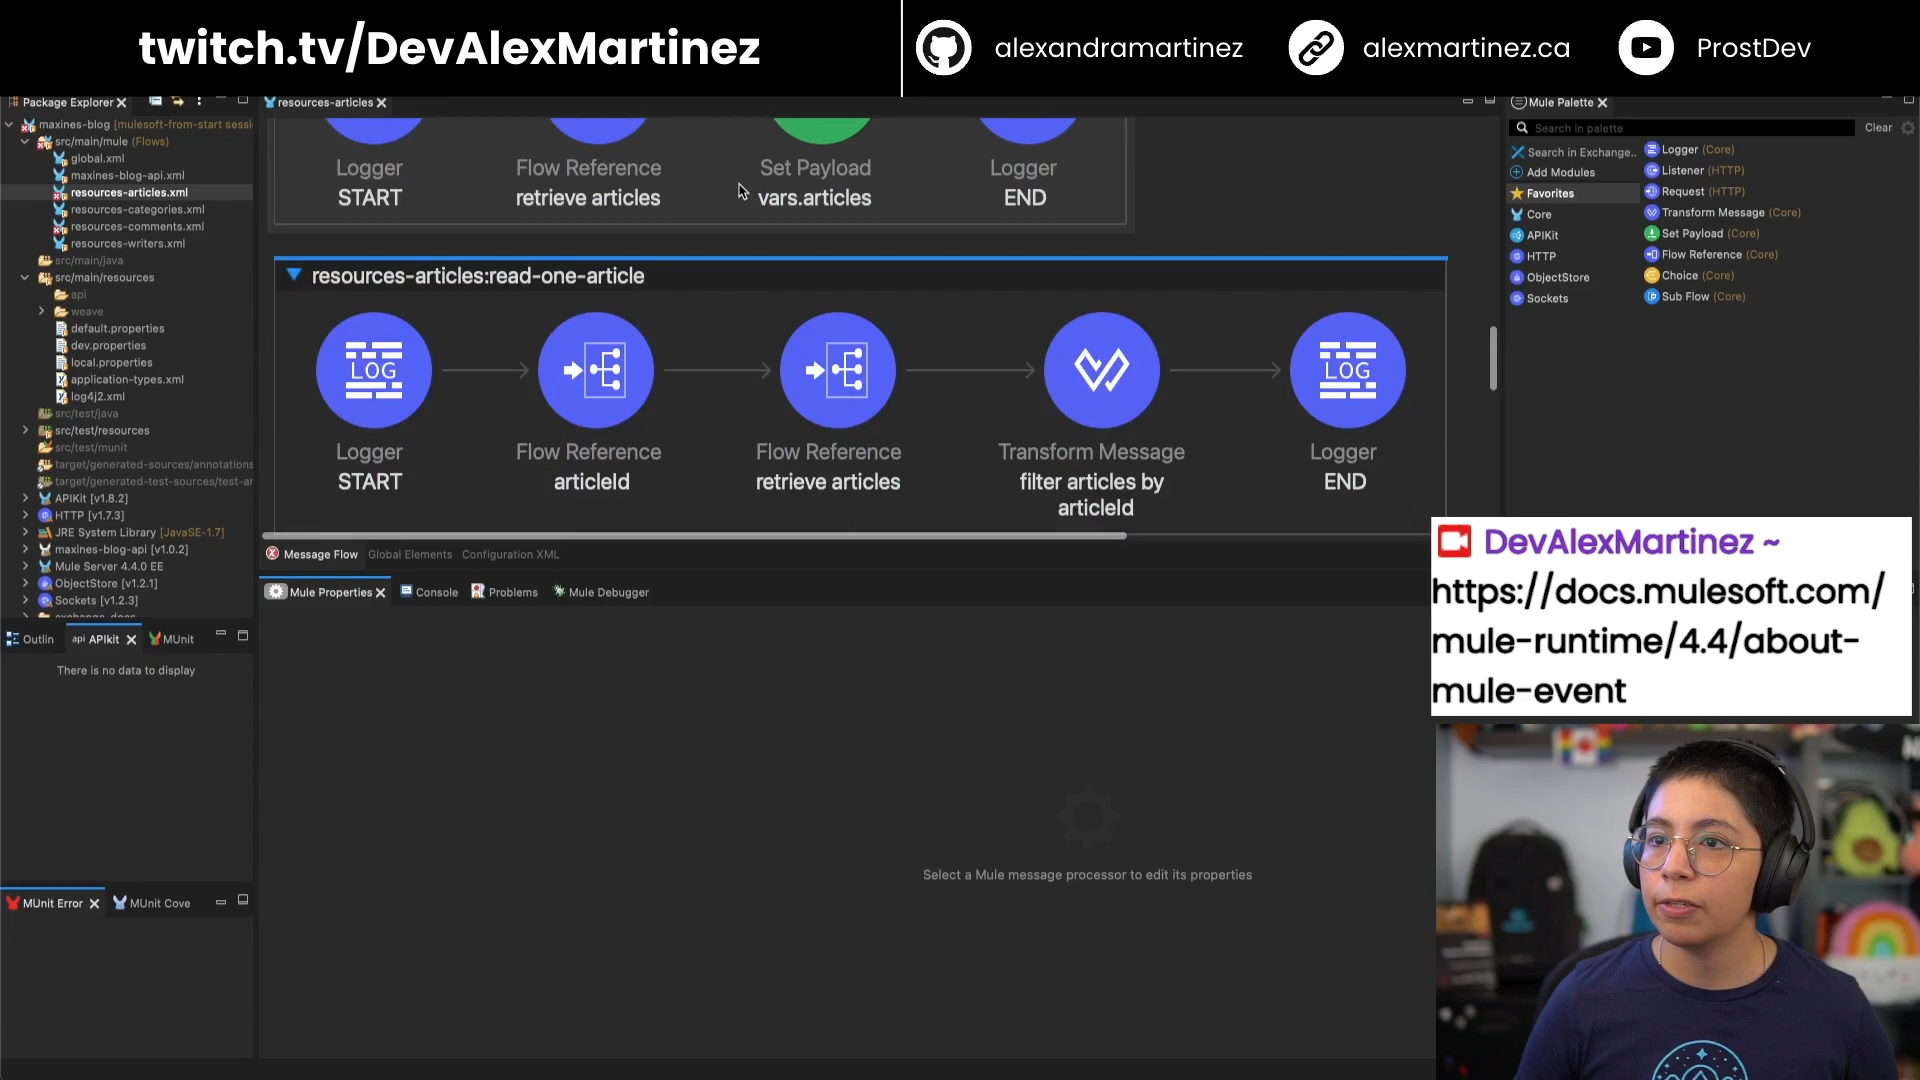 twitch.tv/DevAlexMartinez
alexandramartinez
alexmartinez.ca
ProstDev
Package Explorer
resources-articles
Mule Palette
maxines-blog [mulesoft-from-start sessi
src/main/mule (Flows)
global.xml
maxines-blog-api.xml
resources-articles.xml
resources-categories.xml
resources-comments.xml
resources-writers.xml
src/main/java
src/main/resources
api
weave
default.properties
dev.properties
local.properties
application-types.xml
log4j2.xml
src/test/java
src/test/resources
src/test/munit
target/generated-sources/annotations
target/generated-test-sources/test-ar
APIKit [v1.8.2]
HTTP [v1.7.3]
JRE System Library [JavaSE-1.7]
maxines-blog-api [v1.0.2]
Mule Server 4.4.0 EE
ObjectStore [v1.2.1]
Sockets [v1.2.3]
Logger
START
Flow Reference
retrieve articles
Set Payload
vars.articles
Logger
END
resources-articles:read-one-article
LOG
LOG
Logger
START
Flow Reference
articleId
Flow Reference
retrieve articles
Transform Message
filter articles by
articleId
Logger
END
Message Flow
Global Elements
Configuration XML
Search in palette
Clear
Search in Exchange..
Add Modules
Favorites
Core
APIKit
HTTP
ObjectStore
Sockets
Logger (Core)
Listener (HTTP)
Request (HTTP)
Transform Message (Core)
Set Payload (Core)
Flow Reference (Core)
Choice (Core)
Sub Flow (Core)
Mule Properties
Console
Problems
Mule Debugger
Select a Mule message processor to edit its properties
Outlin
api APIkit
MUnit
There is no data to display
MUnit Error
MUnit Cove
DevAlexMartinez ~
https://docs.mulesoft.com/
mule-runtime/4.4/about-
mule-event